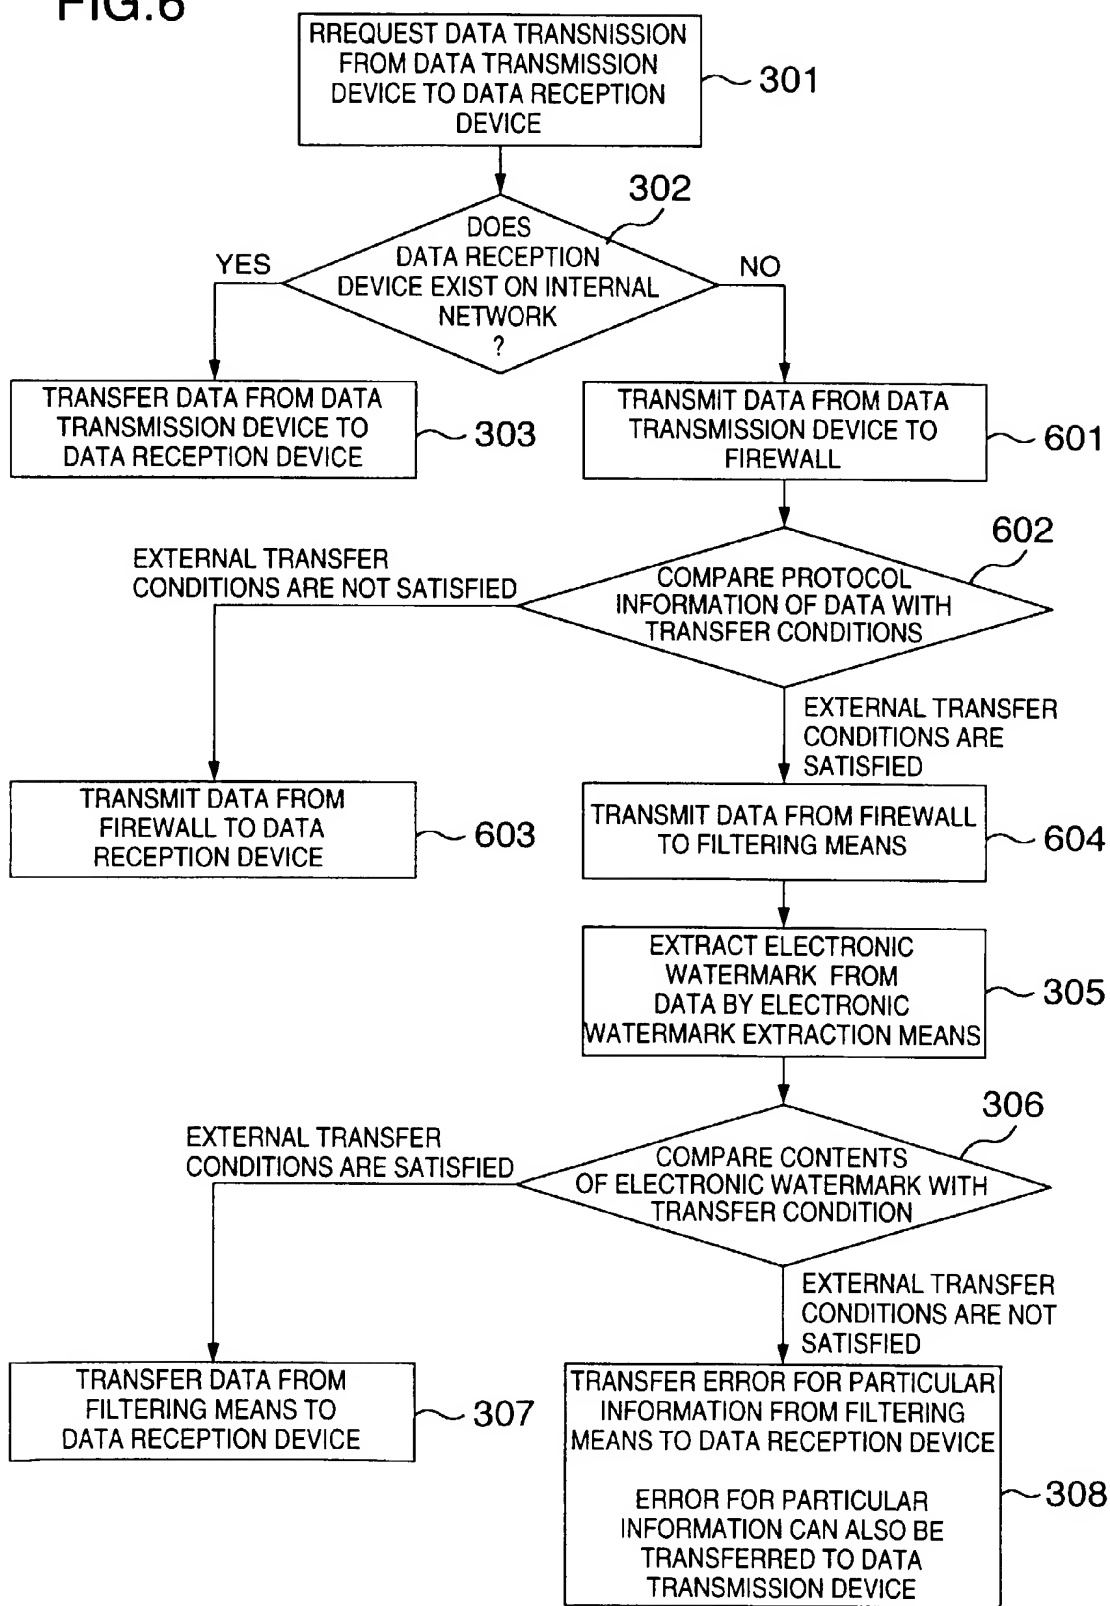 FIG.6
RREQUEST DATA TRANSNISSION
FROM DATA TRANSMISSION
DEVICE TO DATA RECEPTION
DEVICE
301
302
DOES
DATA RECEPTION
DEVICE EXIST ON INTERNAL
NETWORK
?
YES
NO
TRANSFER DATA FROM DATA
TRANSMISSION DEVICE TO
DATA RECEPTION DEVICE
303
TRANSMIT DATA FROM DATA
TRANSMISSION DEVICE TO
FIREWALL
601
602
COMPARE PROTOCOL
INFORMATION OF DATA WITH
TRANSFER CONDITIONS
EXTERNAL TRANSFER
CONDITIONS ARE NOT SATISFIED
EXTERNAL TRANSFER
CONDITIONS ARE
SATISFIED
TRANSMIT DATA FROM
FIREWALL TO DATA
RECEPTION DEVICE
603
TRANSMIT DATA FROM FIREWALL
TO FILTERING MEANS
604
EXTRACT ELECTRONIC
WATERMARK FROM
DATA BY ELECTRONIC
WATERMARK EXTRACTION MEANS
305
306
COMPARE CONTENTS
OF ELECTRONIC WATERMARK WITH
TRANSFER CONDITION
EXTERNAL TRANSFER
CONDITIONS ARE SATISFIED
EXTERNAL TRANSFER
CONDITIONS ARE NOT
SATISFIED
TRANSFER DATA FROM
FILTERING MEANS TO
DATA RECEPTION DEVICE
307
TRANSFER ERROR FOR PARTICULAR
INFORMATION FROM FILTERING
MEANS TO DATA RECEPTION DEVICE
ERROR FOR PARTICULAR
INFORMATION CAN ALSO BE
TRANSFERRED TO DATA
TRANSMISSION DEVICE
308